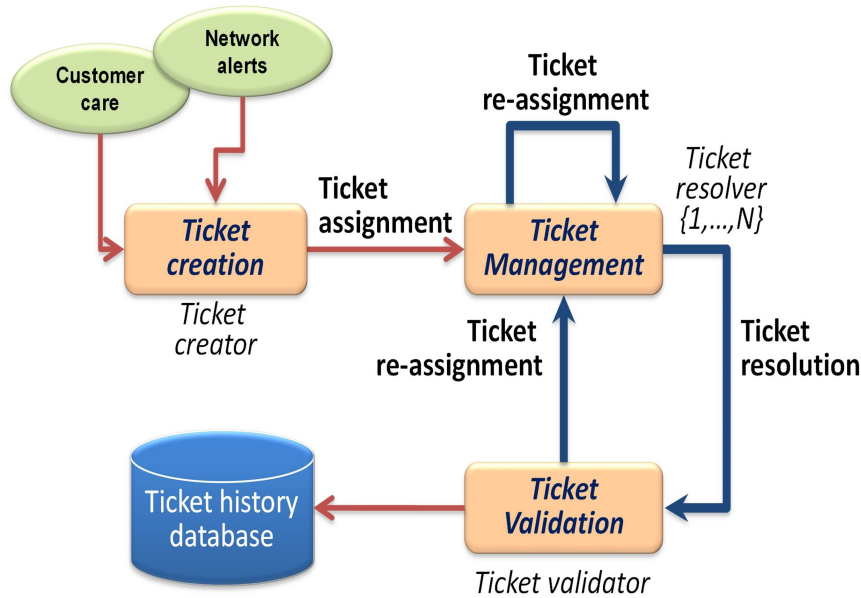 Network
alerts
Customer
care
Ticket
re-assignment
Ticket
resolver
{1,...,N}
Ticket
assignment
Ticket
creation
Ticket
Management
Ticket
creator
Ticket
re-assignment
Ticket
resolution
Ticket history
database
Ticket
Validation
Ticket validator